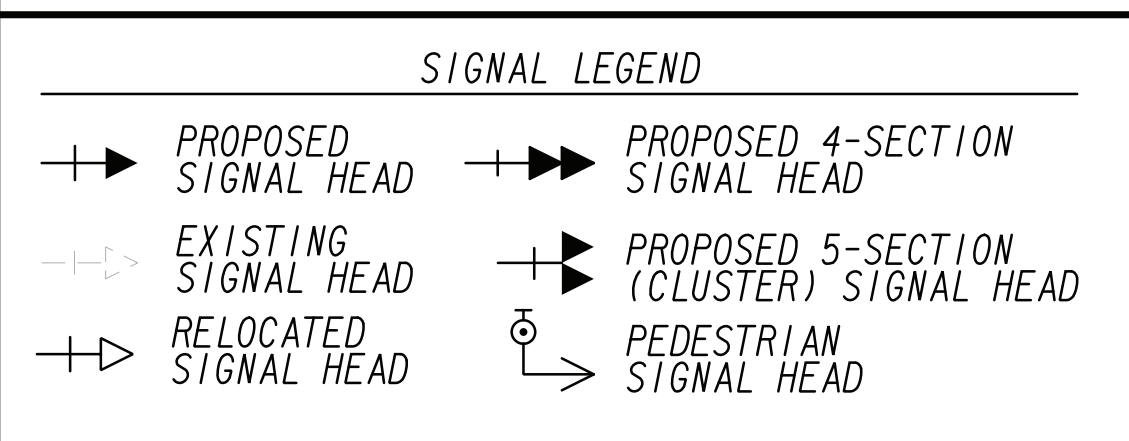 SIGNAL LEGEND
PROPOSED
SIGNAL HEAD
EXISTING
SIGNAL HEAD
RELOCATED
SIGNAL HEAD
PROPOSED 4-SECTION
SIGNAL HEAD
PROPOSED 5-SECTION
(CLUSTER) SIGNAL HEAD
PEDESTRIAN
SIGNAL HEAD